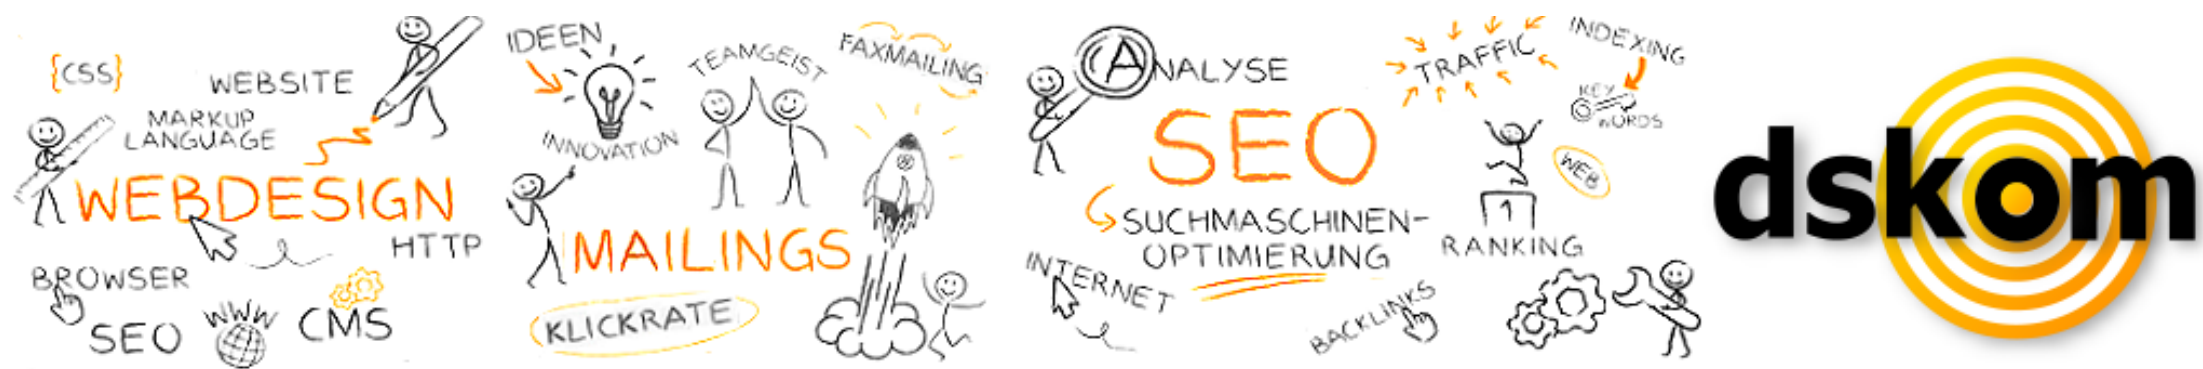 {CSS}
WEBSITE
MARKUP
LANGUAGE
WEBDESIGN
HTTP
BROWSER
SEO
WWW
CMS
IDEEN
INNOVATION
TEAMGEIST
FAXMAILING
MAILINGS
KLICKRATE
ANALYSE
SEO
SUCHMASCHINEN-
OPTIMIERUNG
INTERNET
BACKLINKS
TRAFFIC
INDEXING
KEY
WORDS
WEB
1
RANKING
dskom